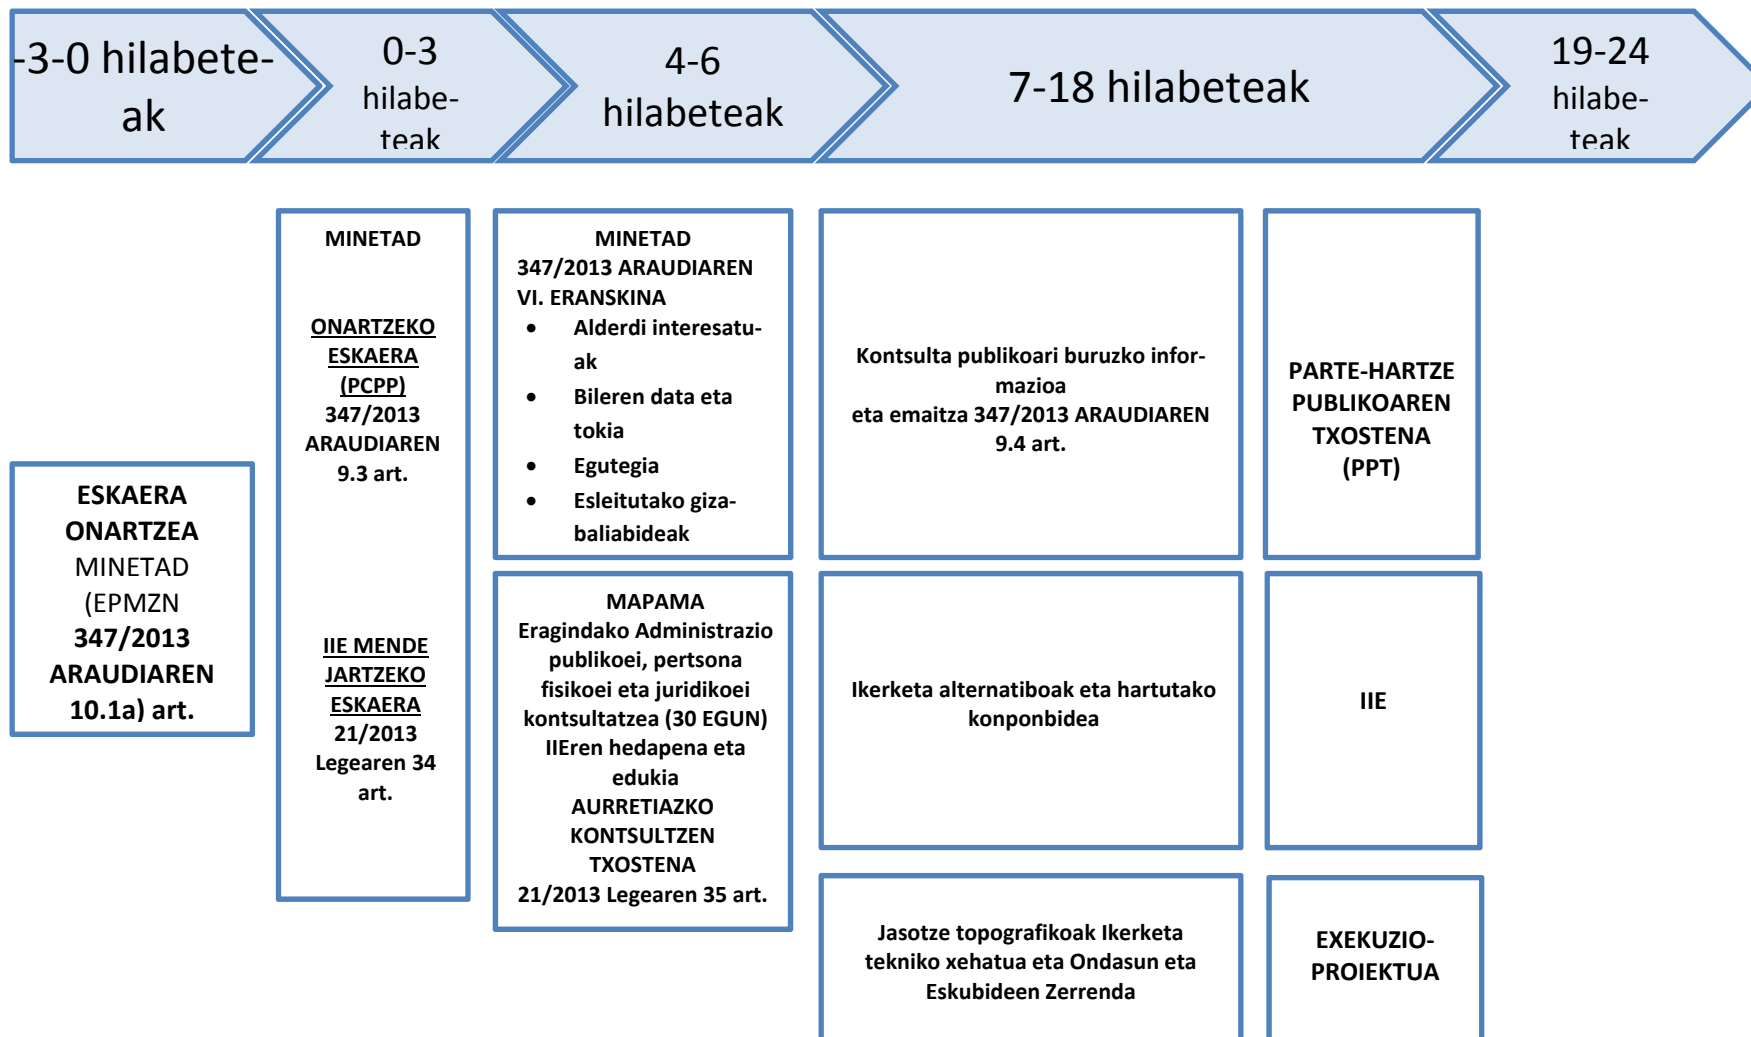 -3-0 hilabete-
ak
0-3
hilabe-
teak
4-6
hilabeteak
7-18 hilabeteak
19-24
hilabe-
teak
ESKAERA
ONARTZEA
MINETAD
(EPMZN
347/2013
ARAUDIAREN
10.1a) art.
MINETAD
ONARTZEKO
ESKAERA
(PCPP)
347/2013
ARAUDIAREN
9.3 art.
IIE MENDE
JARTZEKO
ESKAERA
21/2013
Legearen 34
art.
MINETAD
347/2013 ARAUDIAREN
VI. ERANSKINA
• Alderdi interesatu-
ak
• Bileren data eta
tokia
• Egutegia
• Esleitutako giza-
baliabideak
MAPAMA
Eragindako Administrazio
publikoei, pertsona
fisikoei eta juridikoei
kontsultatzea (30 EGUN)
IIEren hedapena eta
edukia
AURRETIAZKO
KONTSULTZEN
TXOSTENA
21/2013 Legearen 35 art.
Kontsulta publikoari buruzko infor-
mazioa
eta emaitza 347/2013 ARAUDIAREN
9.4 art.
Ikerketa alternatiboak eta hartutako
konponbidea
Jasotze topografikoak Ikerketa
tekniko xehatua eta Ondasun eta
Eskubideen Zerrenda
PARTE-HARTZE
PUBLIKOAREN
TXOSTENA
(PPT)
IIE
EXEKUZIO-
PROIEKTUA